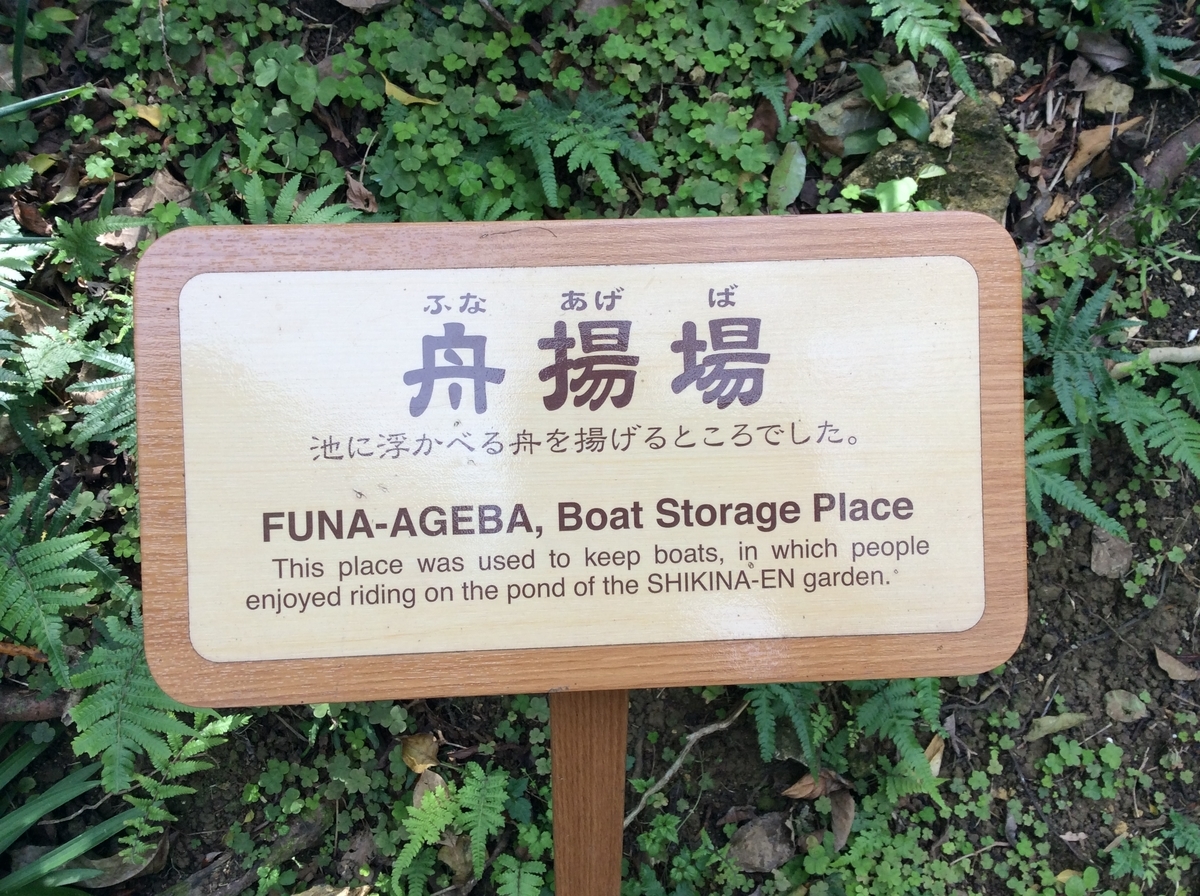 ふな あげ ば
舟揚場
池に浮かべる舟を揚げるところでした。
FUNA-AGEBA, Boat Storage Place
This place was used to keep boats, in which people
enjoyed riding on the pond of the SHIKINA-EN garden.